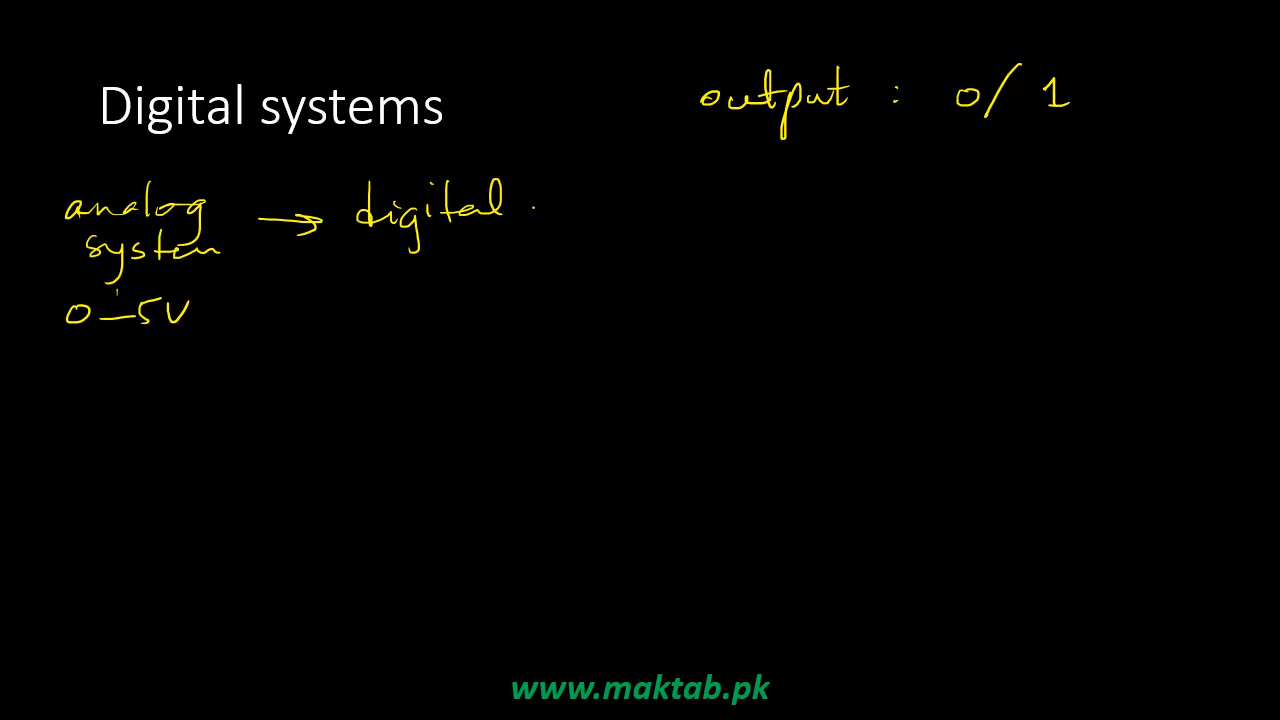 Digital systems
output : 0/1
analog → digital .
system
0-5V
www.maktab.pk